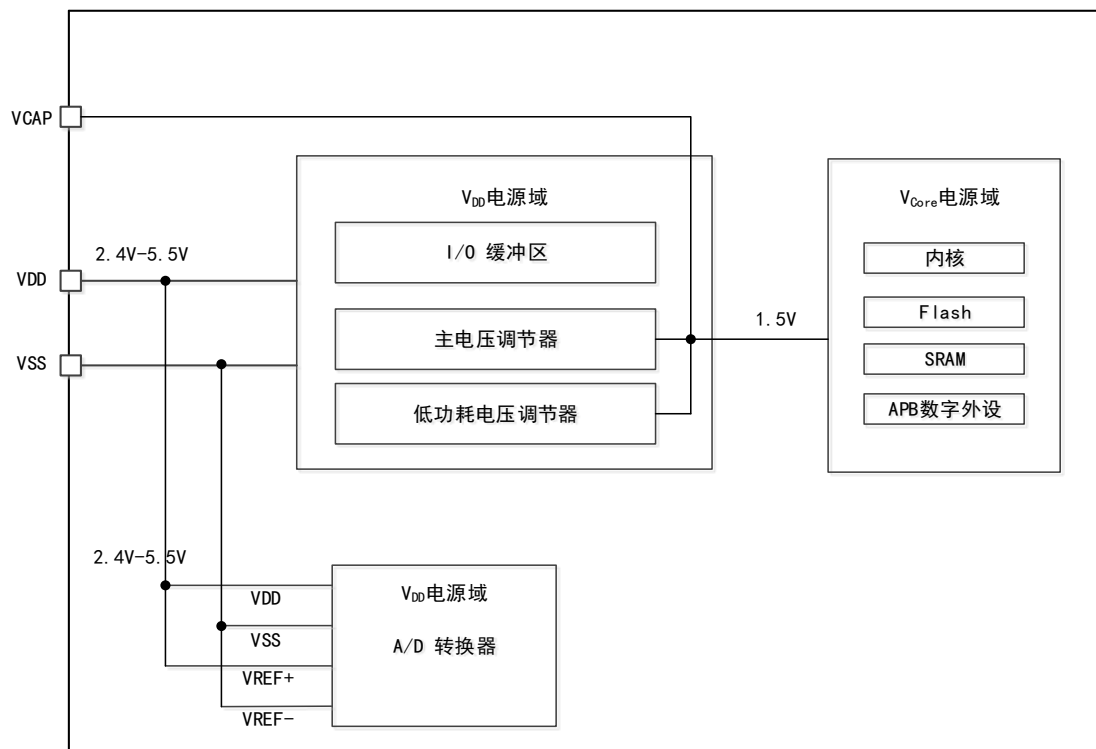 VCAP
V_DD电源域
V_Core电源域
I/O 缓冲区
2.4V-5.5V
内核
VDD
Flash
主电压调节器
1.5V
VSS
SRAM
低功耗电压调节器
APB数字外设
2.4V-5.5V
V_DD电源域
VDD
A/D 转换器
VSS
VREF+
VREF-